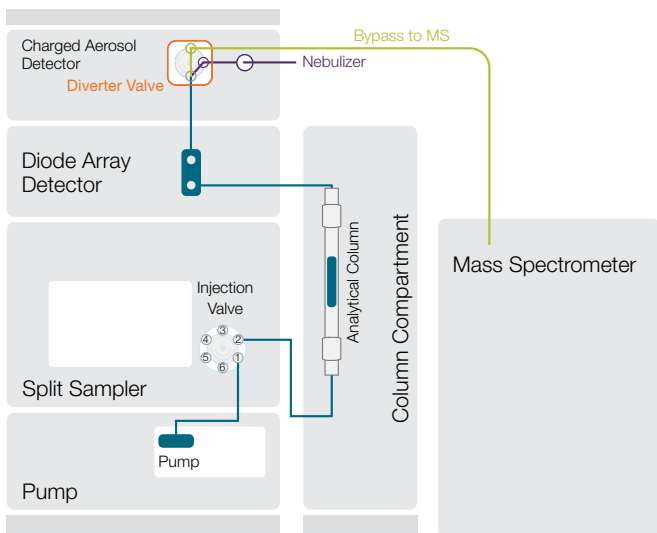 Charged Aerosol
Detector
Diverter Valve
Bypass to MS
Nebulizer
Diode Array
Detector
Analytical Column
Column Compartment
Mass Spectrometer
Injection
Valve
3
4 2
5 1
6
Split Sampler
Pump
Pump